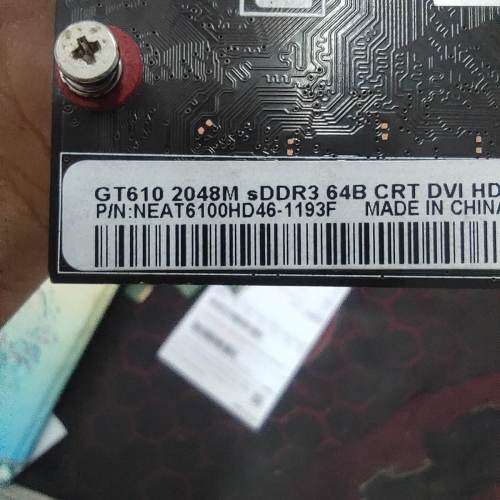 GT610 2048M sDDR3 64B CRT DVI HD
P/N:NEAT6100HD46-1193F MADE IN CHINA